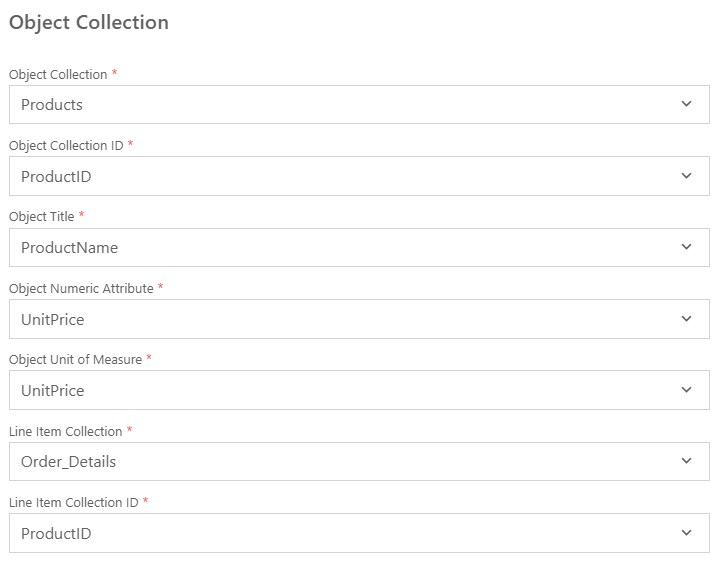 Object Collection
Object Collection *
Products
Object Collection ID *
ProductID
Object Title *
ProductName
Object Numeric Attribute *
UnitPrice
Object Unit of Measure *
UnitPrice
Line Item Collection *
Order_Details
Line Item Collection ID *
ProductID